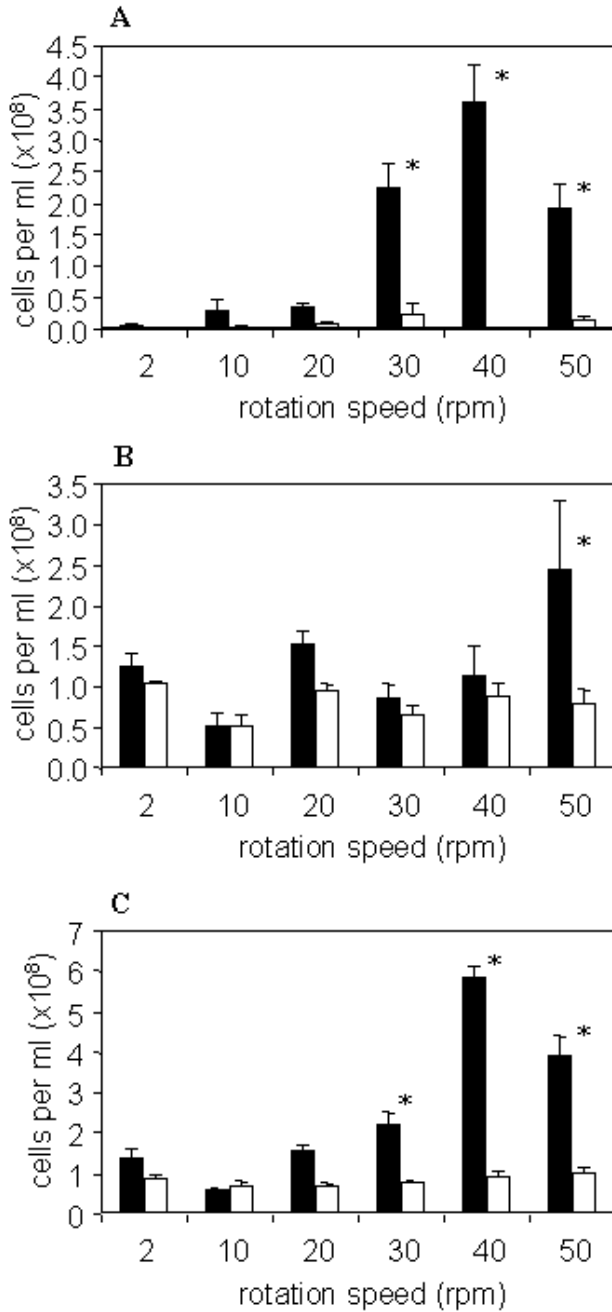 A
cells per ml (x10⁸)
4.5
4.0
3.5
3.0
2.5
2.0
1.5
1.0
0.5
0.0
*
*
*
2 10 20 30 40 50
rotation speed (rpm)
B
cells per ml (x10⁸)
3.5
3.0
2.5
2.0
1.5
1.0
0.5
0.0
*
2 10 20 30 40 50
rotation speed (rpm)
C
cells per ml (x10⁸)
7
6
5
4
3
2
1
0
*
*
*
2 10 20 30 40 50
rotation speed (rpm)